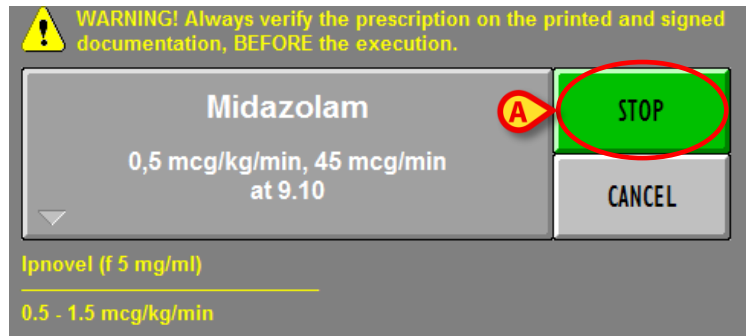 WARNING! Always verify the prescription on the printed and signed
documentation, BEFORE the execution.
Midazolam
A
STOP
0,5 mcg/kg/min, 45 mcg/min
at 9.10
CANCEL
Ipnovel (f 5 mg/ml)
0.5 - 1.5 mcg/kg/min